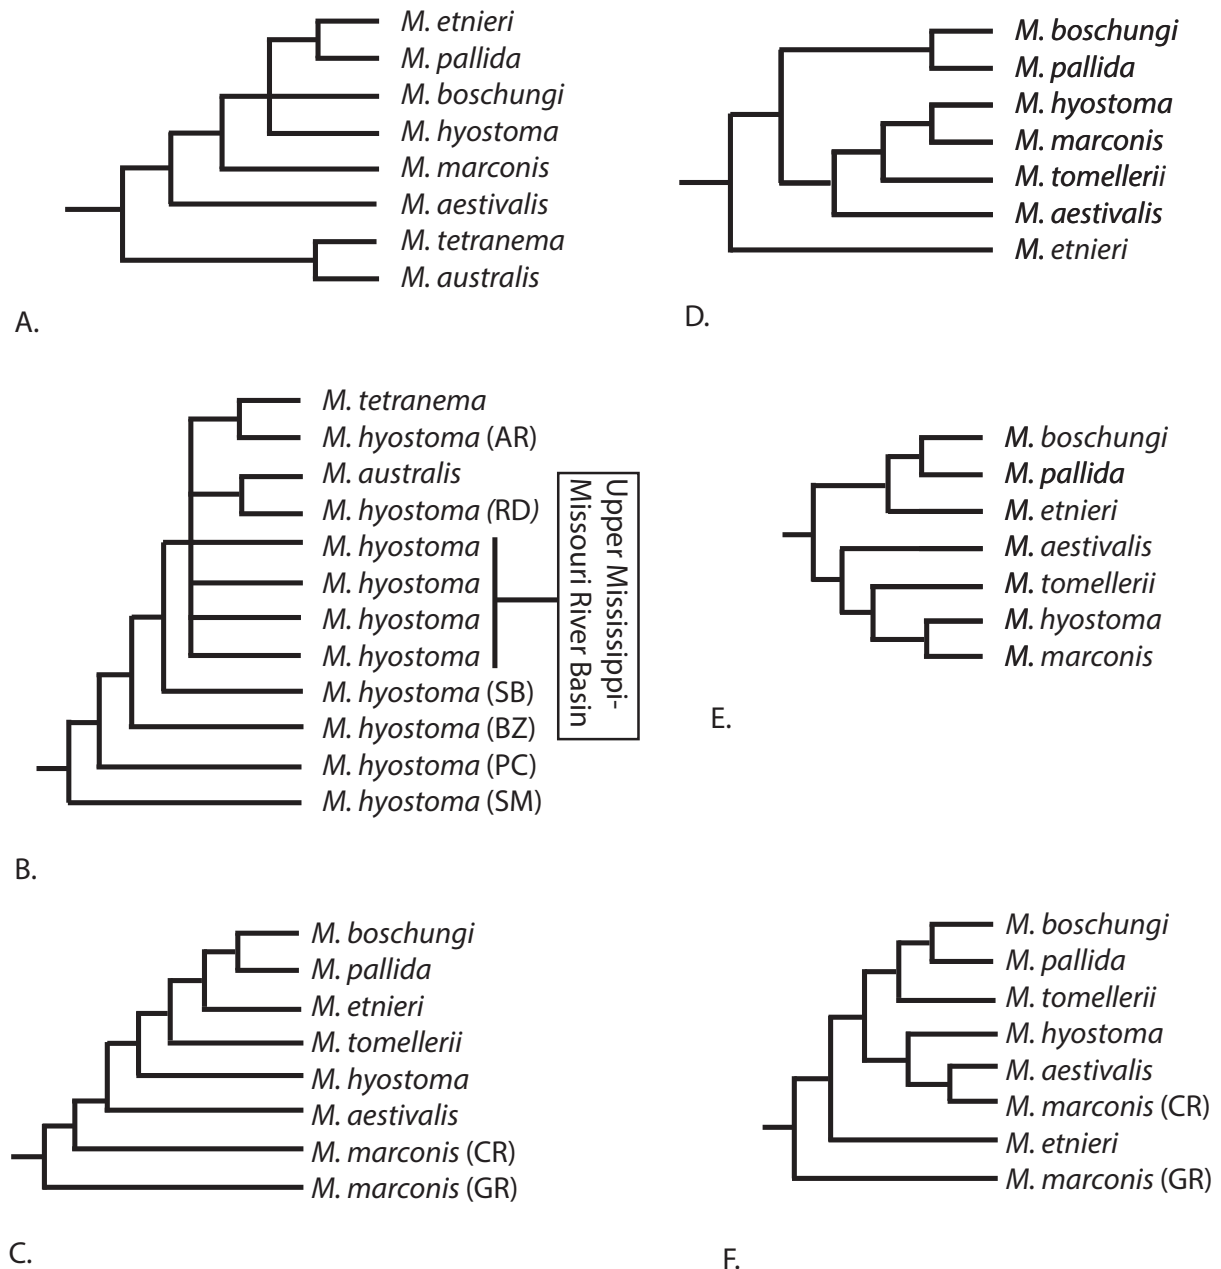 M. etnieri
M. pallida
M. boschungi
M. hyostoma
M. marconis
M. aestivalis
M. tetranema
M. australis
A.
M. boschungi
M. pallida
M. hyostoma
M. marconis
M. tomellerii
M. aestivalis
M. etnieri
D.
M. tetranema
M. hyostoma (AR)
M. australis
M. hyostoma (RD)
M. hyostoma
M. hyostoma
M. hyostoma
M. hyostoma
M. hyostoma (SB)
M. hyostoma (BZ)
M. hyostoma (PC)
M. hyostoma (SM)
Upper Mississippi-
Missouri River Basin
B.
M. boschungi
M. pallida
M. etnieri
M. aestivalis
M. tomellerii
M. hyostoma
M. marconis
E.
M. boschungi
M. pallida
M. etnieri
M. tomellerii
M. hyostoma
M. aestivalis
M. marconis (CR)
M. marconis (GR)
C.
M. boschungi
M. pallida
M. tomellerii
M. hyostoma
M. aestivalis
M. marconis (CR)
M. etnieri
M. marconis (GR)
F.